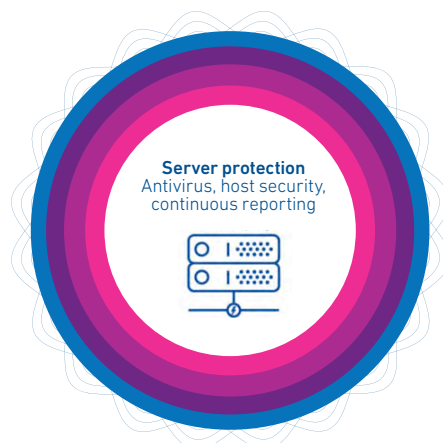 Server protection
Antivirus, host security,
continuous reporting